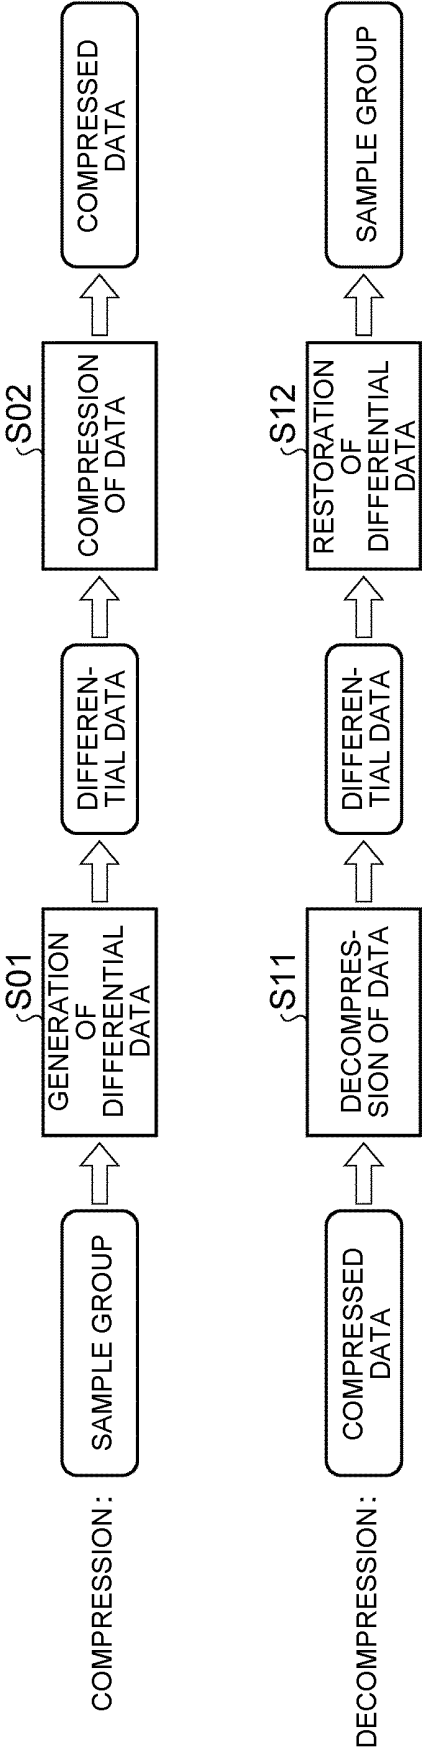 COMPRESSION:
SAMPLE GROUP
S01
GENERATION
OF
DIFFERENTIAL
DATA
DIFFEREN-
TIAL DATA
S02
COMPRESSION
OF DATA
COMPRESSED
DATA
DECOMPRESSION:
COMPRESSED
DATA
S11
DECOMPRES-
SION OF DATA
DIFFEREN-
TIAL DATA
S12
RESTORATION
OF
DIFFERENTIAL
DATA
SAMPLE GROUP